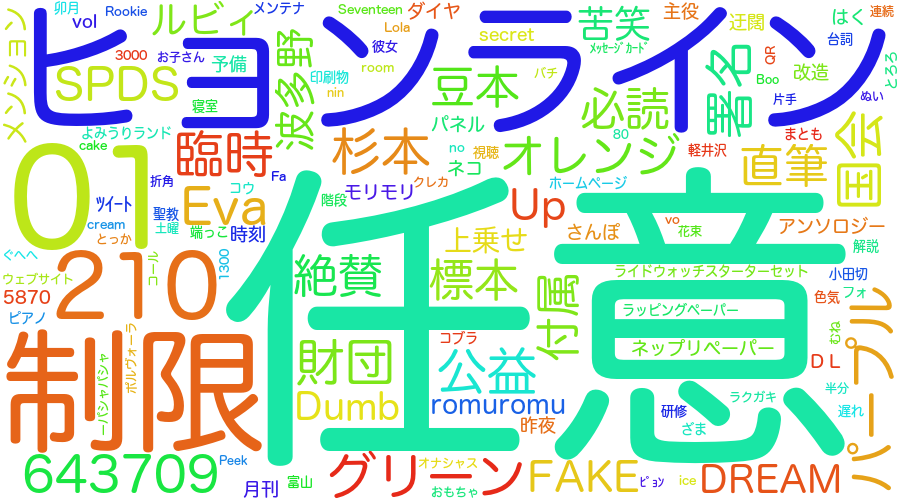 卯月 Rookie メンテナ Seventeen ダイヤ 主役 迂闊 はく 連続
メンション vol ルビィ Lola 苦笑 台詞
ヒョンライン
お子さん 3000 彼女 secret ﾒｯｾｰｼﾞｶｰﾄﾞ QR
SPDS 予備 波多野 room 豆本 バチ 必読 署名 Boo 改造 とろろ
寝室 印刷物 nin 片手 ぬい
よみうりランド パネル 80 まとも
01 cake 臨時 杉本 no 視聴 オレンジ 軽井沢 直筆 国会
折角 Fa ネコ
ﾂｲｰﾄ 聖教 Eva コウ モリモリ クレカ ホームページ
cream 土曜 端っこ 時刻 階段 Up vo 花束 アンソロジー
とっか 上乗せ さんぽ 解説
ぐへへ コール 1300 任意
ウェブサイト 210 絶賛 標本 付属 ライドウォッチスターターセット 小田切
5870 色気 フォ
ピアノ ラッピングペーパー むね
制限 ーバシャバシャ ボルヴォーラ 財団 コブラ 公益 ネップリペーパー DL パープル
Dumb romuromu ラクガキ 半分
昨夜 研修 遅れ
ざま
643709 Peek グリーン オナシャス FAKE DREAM
月刊 富山 おもちゃ ﾋﾟｮﾝ ice